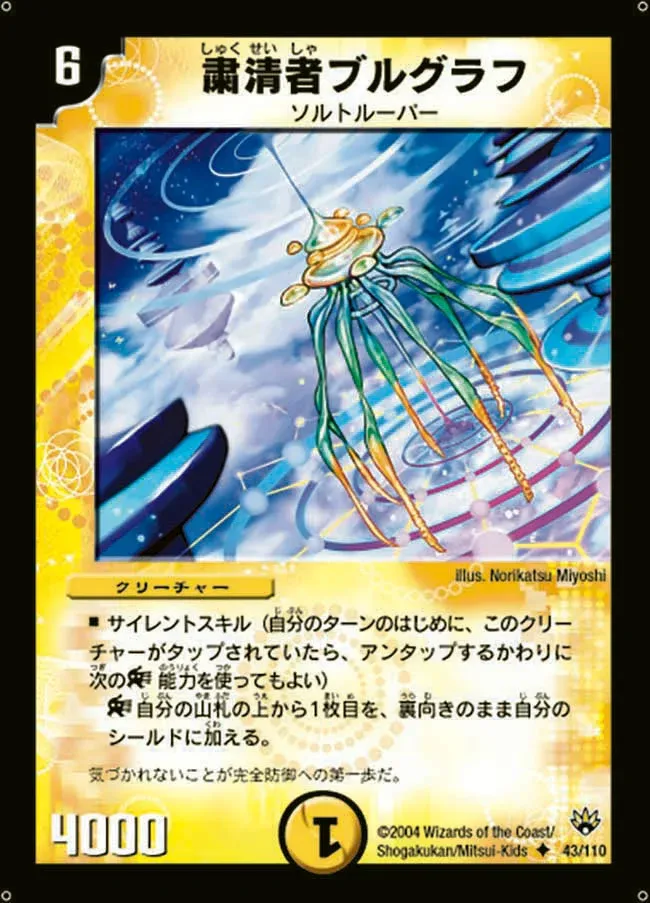 6
粛清者ブルグラフ
しゅく せい しゃ
ソルトルーパー
illus. Norikatsu Miyoshi
クリーチャー
■ サイレントスキル（自分のターンのはじめに、このクリー
チャーがタップされていたら、アンタップするかわりに
次の 能力を使ってもよい）
自分の山札の上から1枚目を、裏向きのまま自分の
シールドに加える。
気づかれないことが完全防御への第一歩だ。
4000
1
©2004 Wizards of the Coast/
Shogakukan/Mitsui-Kids 43/110